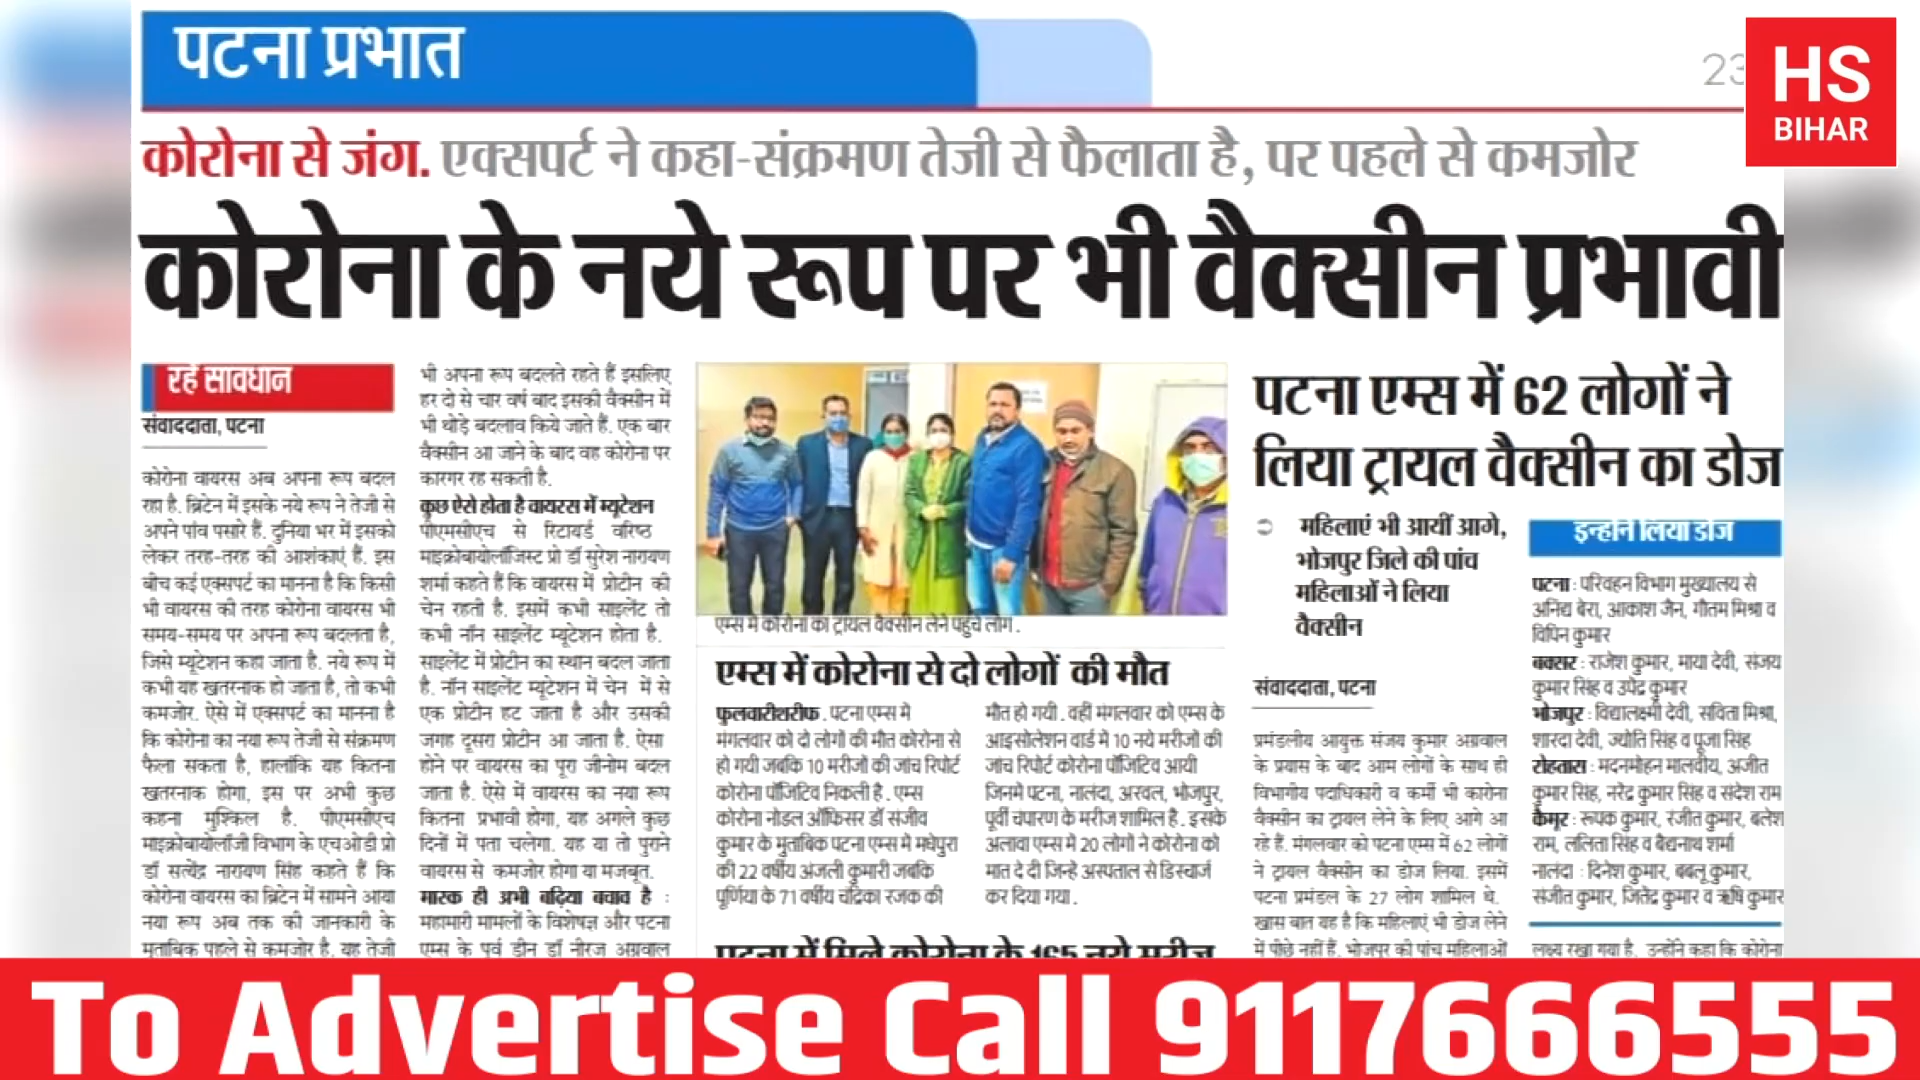 पटना प्रभात
HS
BIHAR
कोरोना से जंग. एक्सपर्ट ने कहा-संक्रमण तेजी से फैलाता है, पर पहले से कमजोर
कोरोना के नये रूप पर भी वैक्सीन प्रभावी
रहें सावधान
संवाददाता, पटना
कोरोना वायरस अब अपना रूप बदल
रहा है. ब्रिटेन में इसके नये रूप ने तेजी से
अपने पांव पसारे हैं. दुनिया भर में इसको
लेकर तरह-तरह की आशंकाएं हैं. इस
बीच कई एक्सपर्ट का मानना है कि किसी
भी वायरस की तरह कोरोना वायरस भी
समय-समय पर अपना रूप बदलता है,
जिसे म्यूटेशन कहा जाता है. नये रूप में
कभी यह खतरनाक हो जाता है, तो कभी
कमजोर. ऐसे में एक्सपर्ट का मानना है
कि कोरोना का नया रूप तेजी से संक्रमण
फैला सकता है, हालांकि यह कितना
खतरनाक होगा, इस पर अभी कुछ
कहना मुश्किल है. पीएमसीएच
माइक्रोबायोलॉजी विभाग के एचओडी प्रो
डॉ सत्येंद्र नारायण सिंह कहते हैं कि
कोरोना वायरस का ब्रिटेन में सामने आया
नया रूप अब तक की जानकारी के
मुताबिक पहले से कमजोर है. यह तेजी
भी अपना रूप बदलते रहते हैं इसलिए
हर दो से चार वर्ष बाद इसकी वैक्सीन में
भी थोड़े बदलाव किये जाते हैं. एक बार
वैक्सीन आ जाने के बाद वह कोरोना पर
कारगर रह सकती है.
कुछ ऐसे होता है वायरस में म्यूटेशन
पीएमसीएच से रिटायर्ड वरिष्ठ
माइक्रोबायोलॉजिस्ट प्रो डॉ सुरेश नारायण
शर्मा कहते हैं कि वायरस में प्रोटीन की
चेन रहती है. इसमें कभी साइलेंट तो
कभी नॉन साइलेंट म्यूटेशन होता है.
साइलेंट में प्रोटीन का स्थान बदल जाता
है. नॉन साइलेंट म्यूटेशन में चेन में से
एक प्रोटीन हट जाता है और उसकी
जगह दूसरा प्रोटीन आ जाता है. ऐसा
होने पर वायरस का पूरा जीनोम बदल
जाता है. ऐसे में वायरस का नया रूप
कितना प्रभावी होगा, यह अगले कुछ
दिनों में पता चलेगा. यह या तो पुराने
वायरस से कमजोर होगा या मजबूत.
मास्क ही अभी बढ़िया बचाव है :
महामारी मामलों के विशेषज्ञ और पटना
एम्स के पूर्व डीन डॉ नीरज अग्रवाल
एम्स में कोरोना का ट्रायल वैक्सीन लेने पहुंचे लोग.
एम्स में कोरोना से दो लोगों की मौत
फुलवारीशरीफ. पटना एम्स में
मंगलवार को दो लोगों की मौत कोरोना से
हो गयी जबकि 10 मरीजों की जांच रिपोर्ट
कोरोना पॉजिटिव निकली है. एम्स
कोरोना नोडल ऑफिसर डॉ संजीव
कुमार के मुताबिक पटना एम्स में मधेपुरा
की 22 वर्षीय अंजली कुमारी जबकि
पूर्णिया के 71 वर्षीय चंद्रिका रजक की
मौत हो गयी. वहीं मंगलवार को एम्स के
आइसोलेशन वार्ड में 10 नये मरीजों की
जांच रिपोर्ट कोरोना पॉजिटिव आयी
जिनमे पटना, नालंदा, अरवल, भोजपुर,
पूर्वी चंपारण के मरीज शामिल है. इसके
अलावा एम्स में 20 लोगों ने कोरोना को
मात दे दी जिन्हें अस्पताल से डिस्चार्ज
कर दिया गया.
पटना में मिले कोरोना के 165 नये मरीज
पटना एम्स में 62 लोगों ने
लिया ट्रायल वैक्सीन का डोज
महिलाएं भी आयीं आगे,
भोजपुर जिले की पांच
महिलाओं ने लिया
वैक्सीन
संवाददाता, पटना
प्रमंडलीय आयुक्त संजय कुमार अग्रवाल
के प्रयास के बाद आम लोगों के साथ ही
विभागीय पदाधिकारी व कर्मी भी कारोना
वैक्सीन का ट्रायल लेने के लिए आगे आ
रहे हैं. मंगलवार को पटना एम्स में 62 लोगों
ने ट्रायल वैक्सीन का डोज लिया. इसमें
पटना प्रमंडल के 27 लोग शामिल थे.
खास बात यह है कि महिलाएं भी डोज लेने
में पीछे नहीं हैं. भोजपुर की पांच महिलाओं
इन्होंने लिया डोज
पटना : परिवहन विभाग मुख्यालय से
अनिंद्य बेरा, आकाश जैन, गौतम मिश्रा व
विपिन कुमार
बक्सर : राजेश कुमार, माया देवी, संजय
कुमार सिंह व उपेंद्र कुमार
भोजपुर : विद्यालक्ष्मी देवी, सविता मिश्रा,
शारदा देवी, ज्योति सिंह व पूजा सिंह
रोहतास : मदनमोहन मालवीय, अजीत
कुमार सिंह, नरेंद्र कुमार सिंह व संदेश राम
कैमूर : रूपक कुमार, रंजीत कुमार, बलेश
राम, ललिता सिंह व बैद्यनाथ शर्मा
नालंदा : दिनेश कुमार, बबलू कुमार,
संजीत कुमार, जितेंद्र कुमार व ऋषि कुमार
लक्ष्य रखा गया है. उन्होंने कहा कि कोरोना
To Advertise Call 9117666555